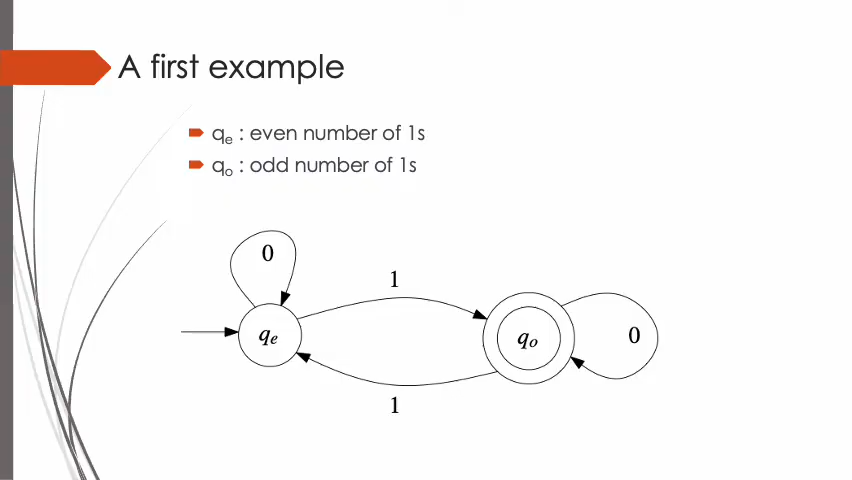 A first example
qe : even number of 1s
qo : odd number of 1s
0
1
qe
qo
0
1